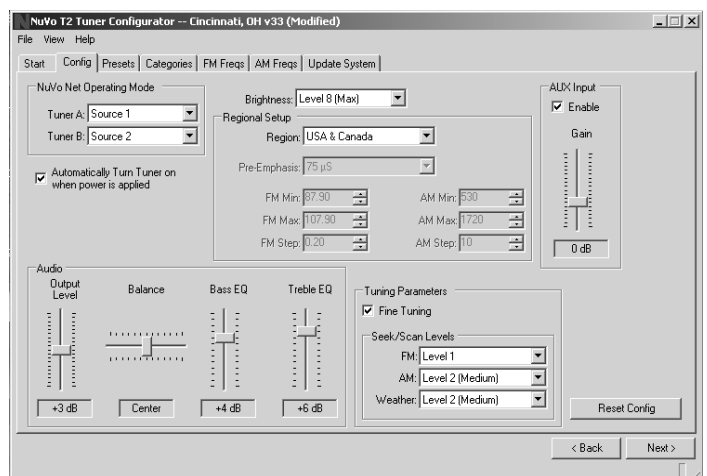 NuVo T2 Tuner Configurator -- Cincinnati, OH v33 (Modified)
File View Help
Start Config Presets Categories FM Freqs AM Freqs Update System
NuVo Net Operating Mode
Tuner A: Source 1
Tuner B: Source 2
Automatically Turn Tuner on
when power is applied
Brightness: Level 8 (Max)
Regional Setup
Region: USA & Canada
Pre-Emphasis: 75 µS
FM Min: 87.90 AM Min: 530
FM Max: 107.90 AM Max: 1720
FM Step: 0.20 AM Step: 10
AUX Input
Enable
Gain
0 dB
Audio
Output
Level
Balance
Bass EQ
Treble EQ
+3 dB
Center
+4 dB
+6 dB
Tuning Parameters
Fine Tuning
Seek/Scan Levels
FM: Level 1
AM: Level 2 (Medium)
Weather: Level 2 (Medium)
Reset Config
< Back Next >